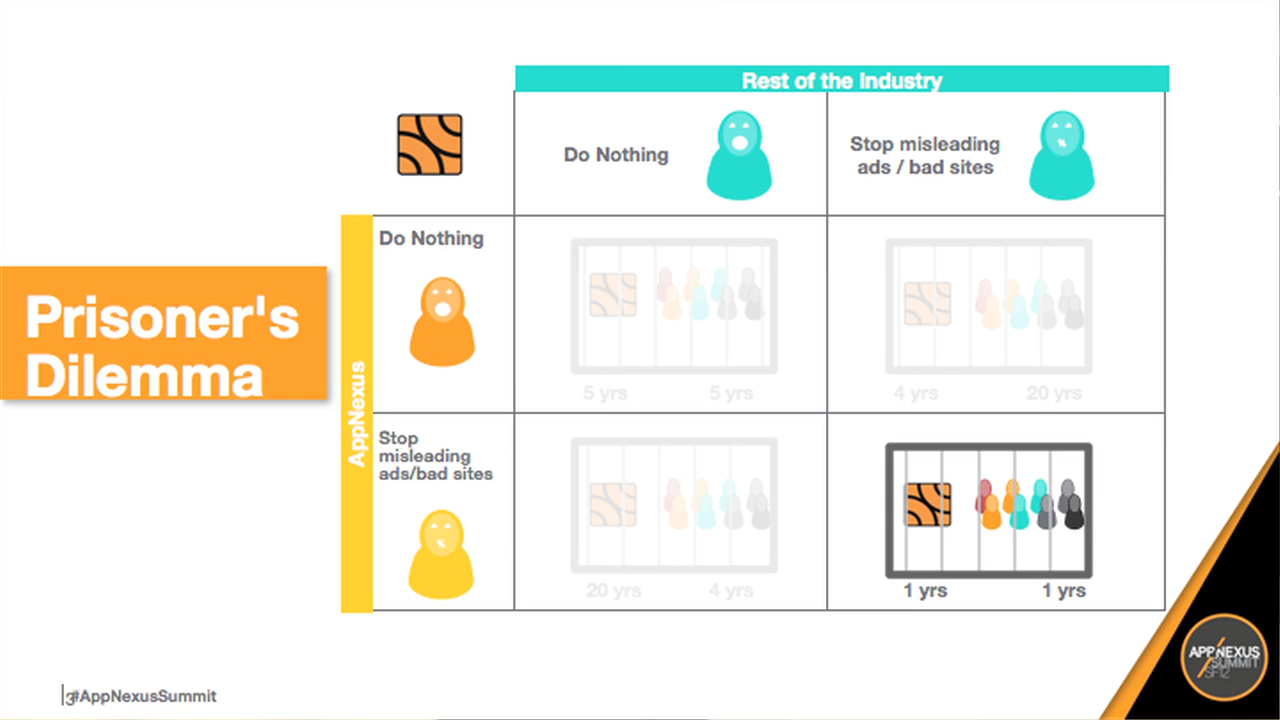 Rest of the Industry
Do Nothing
Stop misleading
ads / bad sites
Prisoner's
Dilemma
AppNexus
Do Nothing
5 yrs 5 yrs
4 yrs 20 yrs
Stop
misleading
ads/bad sites
20 yrs 4 yrs
1 yrs 1 yrs
3
#AppNexusSummit
APPNEXUS
SUMMIT
SF12